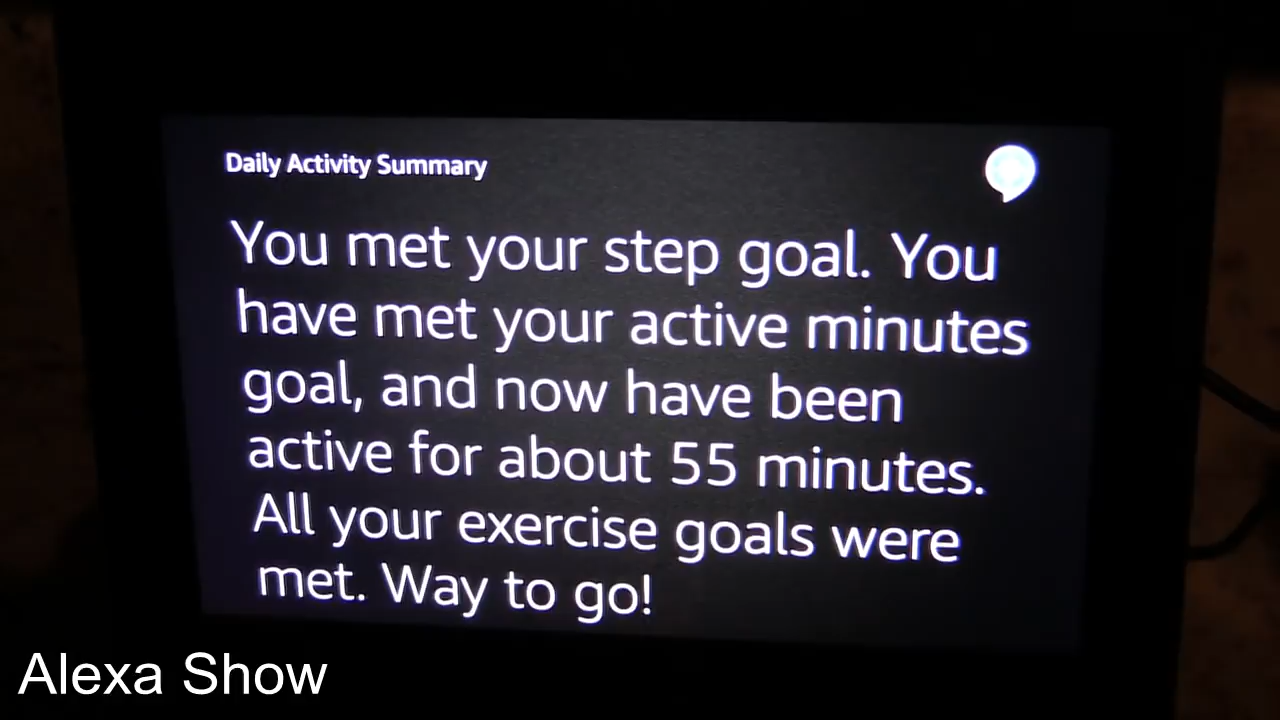 Daily Activity Summary
You met your step goal. You
have met your active minutes
goal, and now have been
active for about 55 minutes.
All your exercise goals were
met. Way to go!
Alexa Show